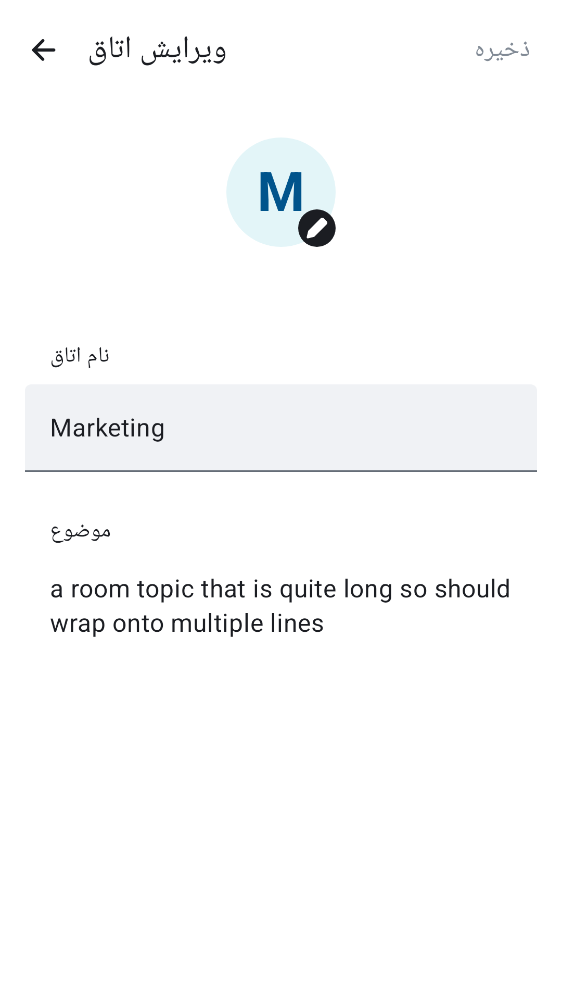 ویرایش اتاق
ذخیره
M
نام اتاق
Marketing
موضوع
a room topic that is quite long so should
wrap onto multiple lines